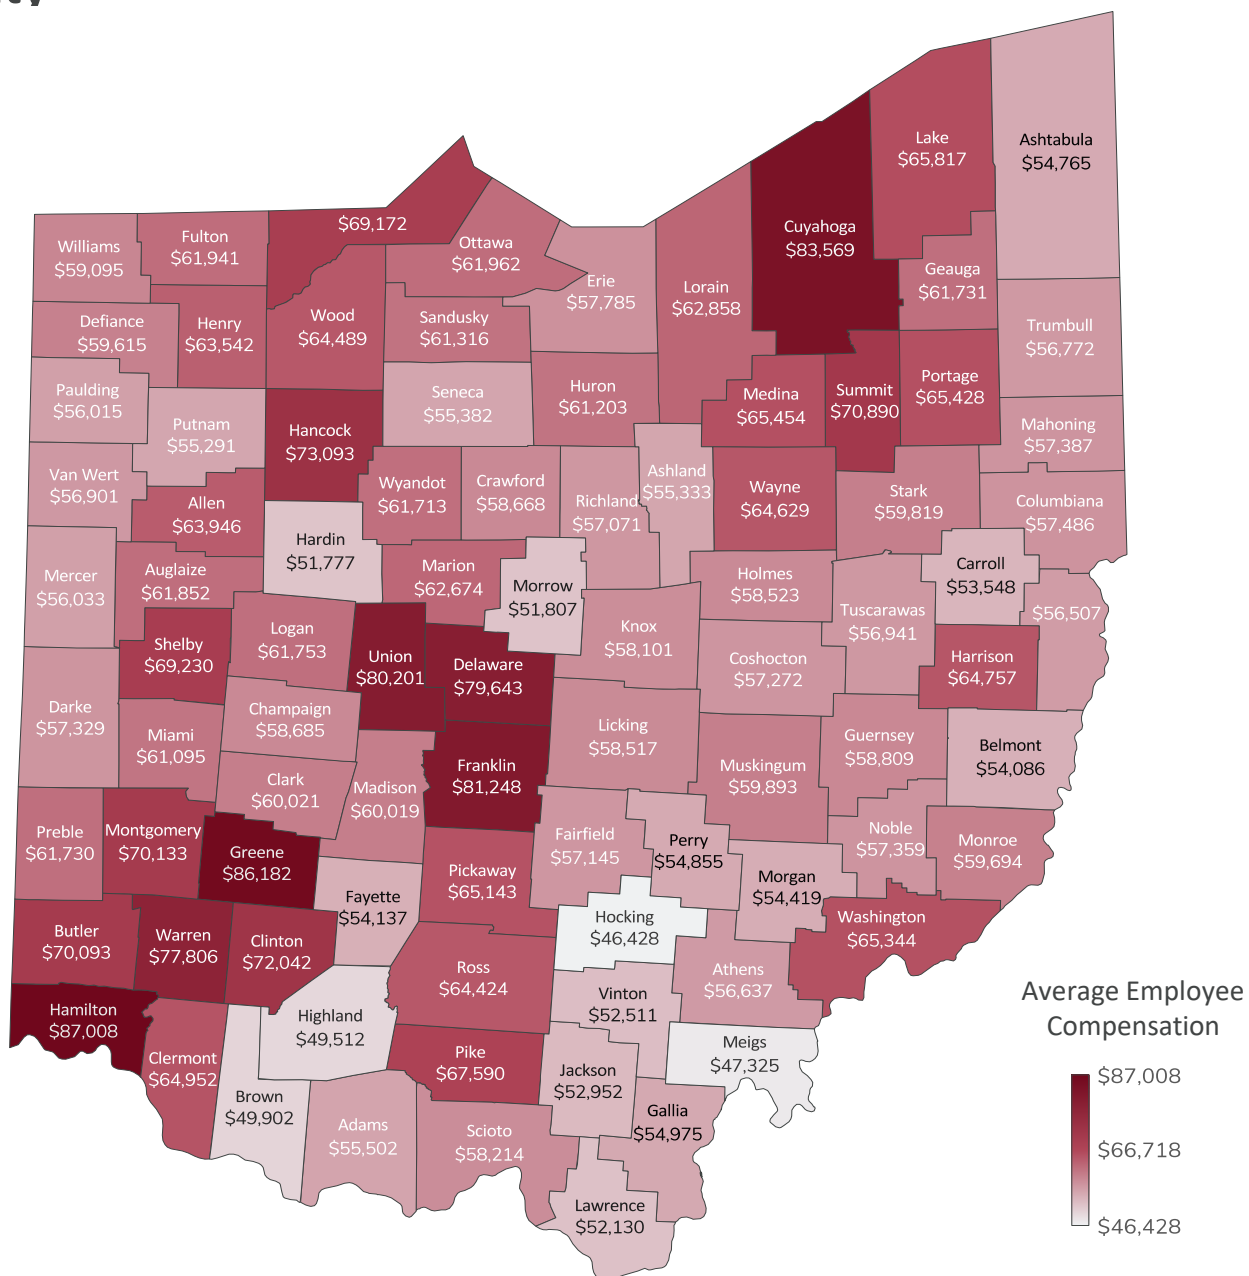 Lake
$65,817
Ashtabula
$54,765
$69,172
Cuyahoga
$83,569
Williams
$59,095
Fulton
$61,941
Ottawa
$61,962
Erie
$57,785
Lorain
$62,858
Geauga
$61,731
Defiance
$59,615
Henry
$63,542
Wood
$64,489
Sandusky
$61,316
Trumbull
$56,772
Paulding
$56,015
Putnam
$55,291
Hancock
$73,093
Seneca
$55,382
Huron
$61,203
Medina
$65,454
Summit
$70,890
Portage
$65,428
Mahoning
$57,387
Van Wert
$56,901
Allen
$63,946
Wyandot
$61,713
Crawford
$58,668
Richland
$57,071
Ashland
$55,333
Wayne
$64,629
Stark
$59,819
Columbiana
$57,486
Hardin
$51,777
Mercer
$56,033
Auglaize
$61,852
Marion
$62,674
Morrow
$51,807
Holmes
$58,523
Tuscarawas
$56,941
Carroll
$53,548
$56,507
Shelby
$69,230
Logan
$61,753
Union
$80,201
Delaware
$79,643
Knox
$58,101
Coshocton
$57,272
Harrison
$64,757
Darke
$57,329
Miami
$61,095
Champaign
$58,685
Licking
$58,517
Guernsey
$58,809
Belmont
$54,086
Clark
$60,021
Madison
$60,019
Franklin
$81,248
Muskingum
$59,893
Preble
$61,730
Montgomery
$70,133
Greene
$86,182
Fairfield
$57,145
Perry
$54,855
Noble
$57,359
Monroe
$59,694
Pickaway
$65,143
Fayette
$54,137
Morgan
$54,419
Butler
$70,093
Warren
$77,806
Clinton
$72,042
Hocking
$46,428
Washington
$65,344
Ross
$64,424
Athens
$56,637
Hamilton
$87,008
Highland
$49,512
Vinton
$52,511
Clermont
$64,952
Pike
$67,590
Meigs
$47,325
Brown
$49,902
Jackson
$52,952
Gallia
$54,975
Adams
$55,502
Scioto
$58,214
Lawrence
$52,130
Average Employee
Compensation
$87,008
$66,718
$46,428